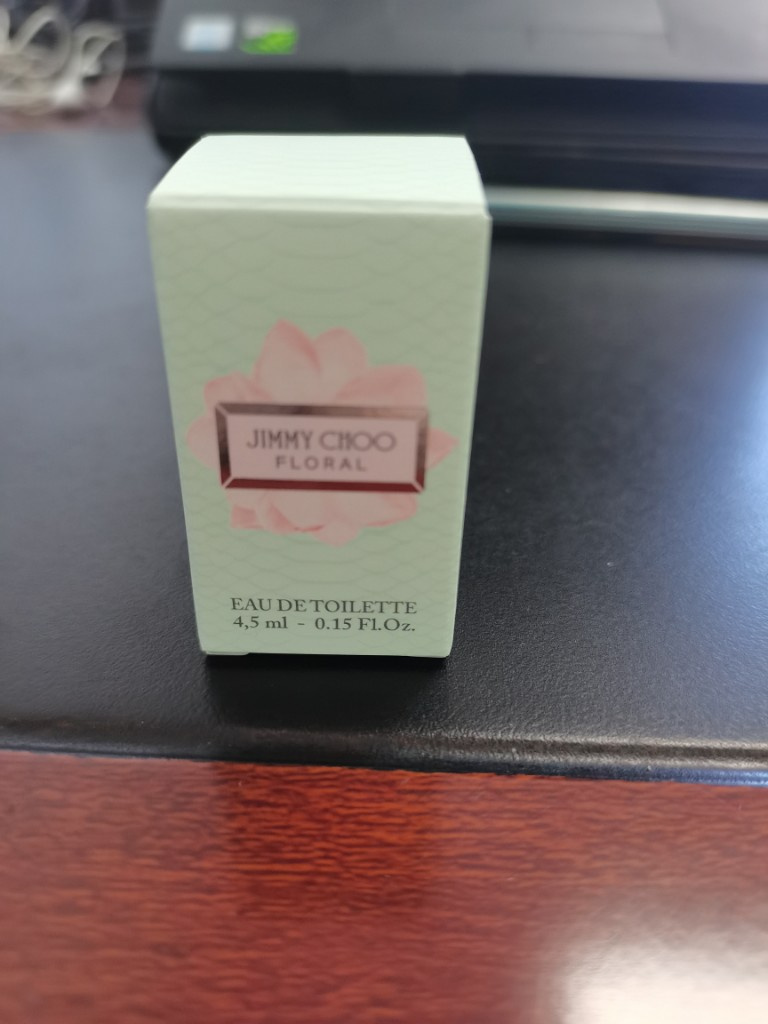 JIMMY CHOO
FLORAL
EAU DE TOILETTE
4,5 ml - 0.15 Fl.Oz.